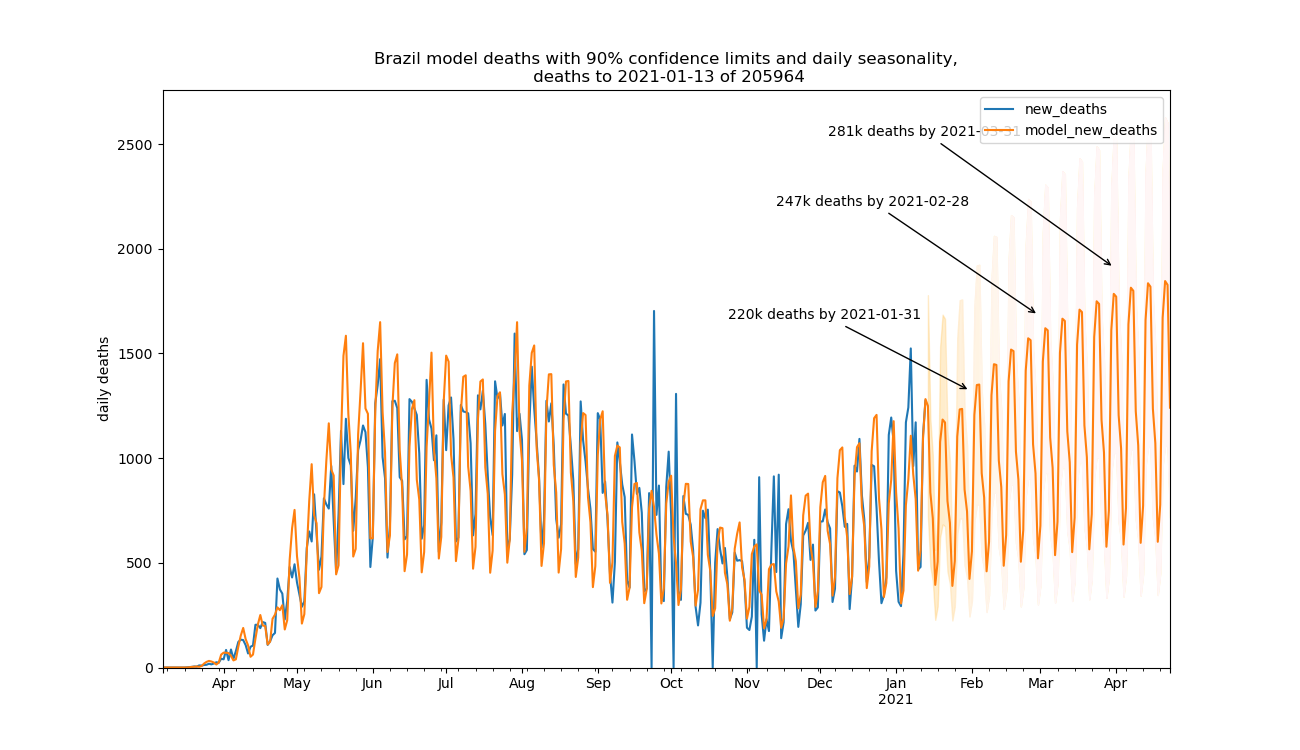 Brazil model deaths with 90% confidence limits and daily seasonality,
deaths to 2021-01-13 of 205964
new_deaths
model_new_deaths
281k deaths by 2021-03-31
247k deaths by 2021-02-28
220k deaths by 2021-01-31
daily deaths
2500
2000
1500
1000
500
0
Apr May Jun Jul Aug Sep Oct Nov Dec Jan Feb Mar Apr
2021